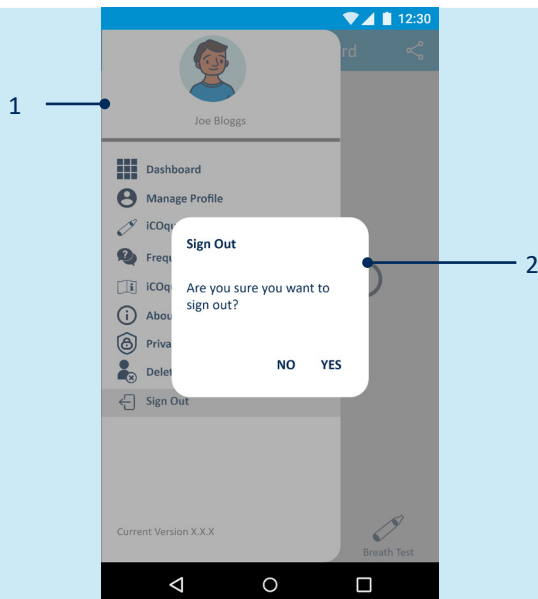 12:30
rd
1
Joe Bloggs
Dashboard
Manage Profile
iCOqu
Frequ
iCOq
Abou
Priva
Delet
Sign Out
Sign Out
Are you sure you want to
sign out?
NO YES
2
Current Version X.X.X
Breath Test